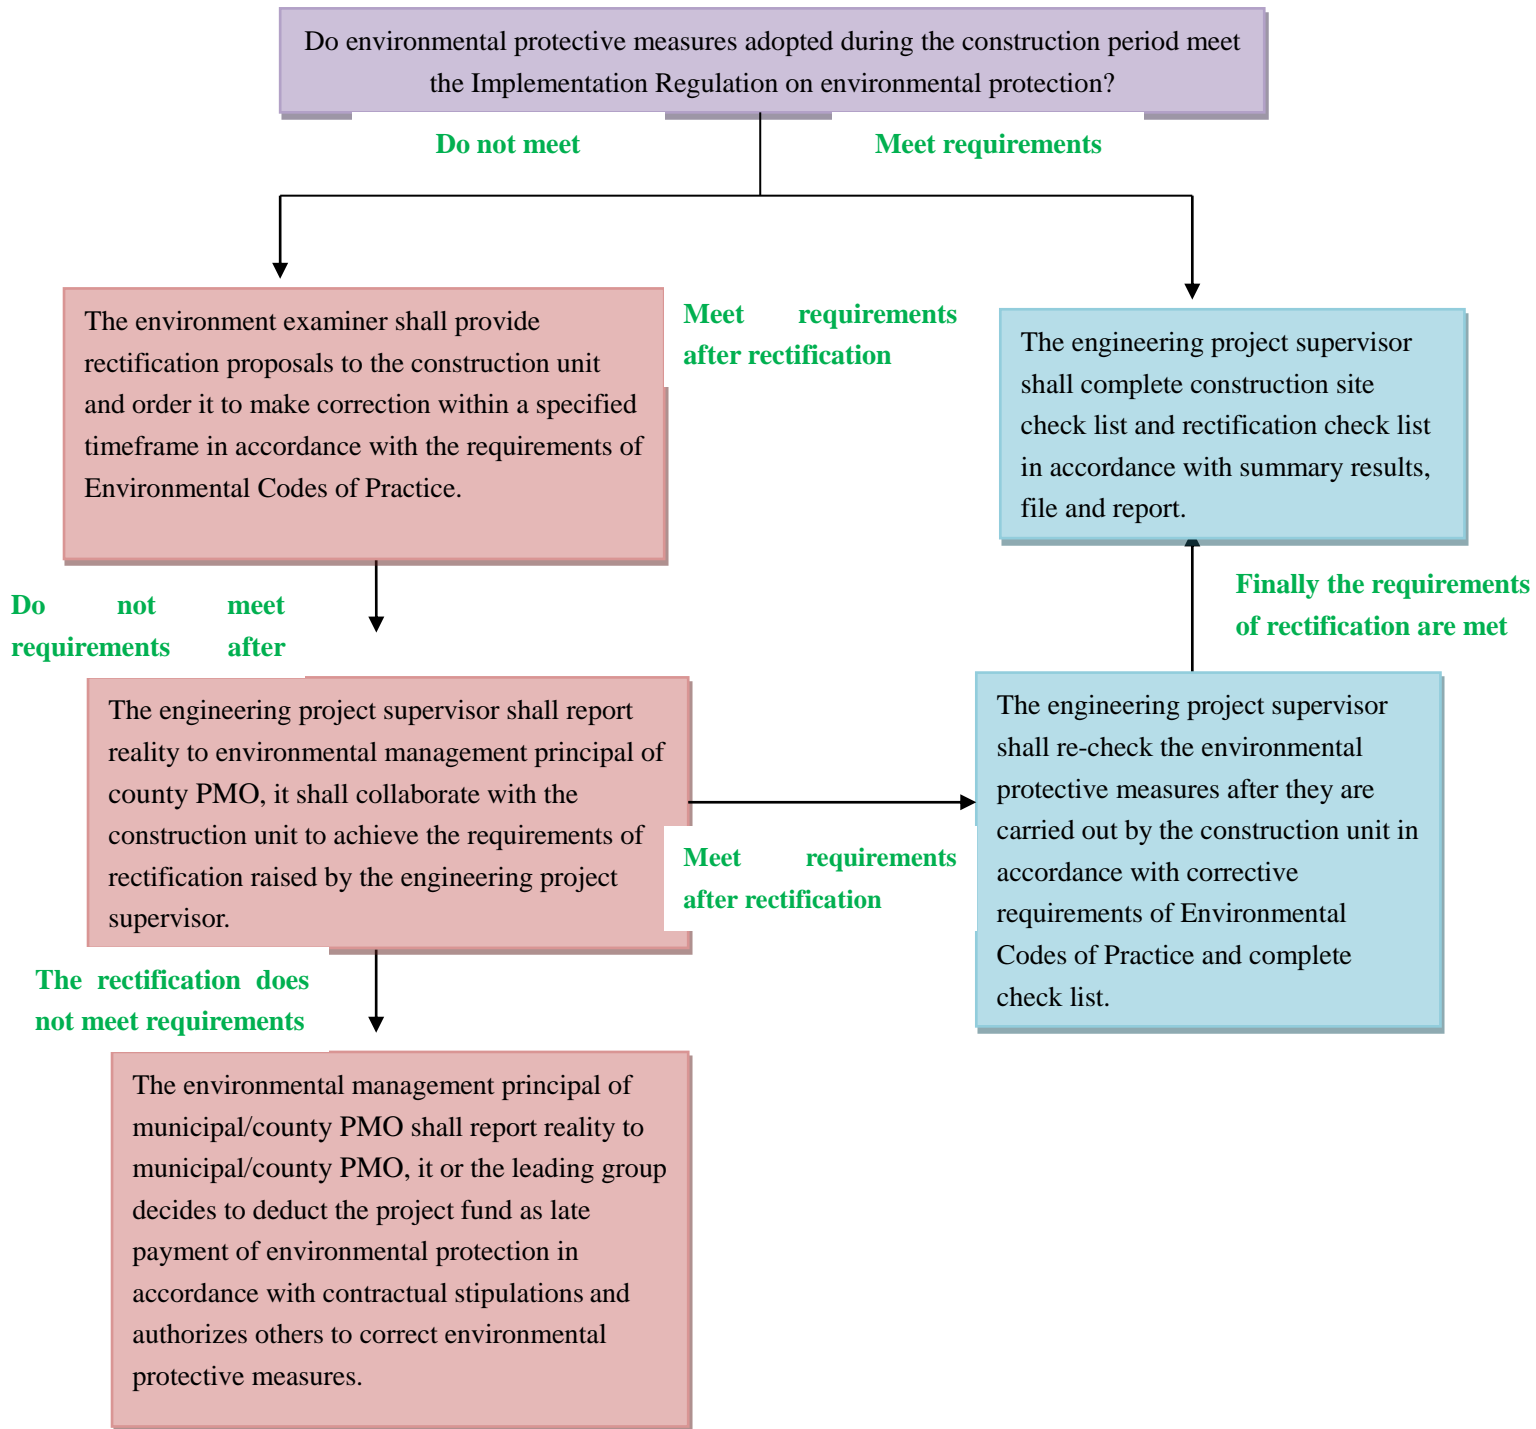 Do environmental protective measures adopted during the construction period meet
the Implementation Regulation on environmental protection?
Do not meet
Meet requirements
The environment examiner shall provide
rectification proposals to the construction unit
and order it to make correction within a specified
timeframe in accordance with the requirements of
Environmental Codes of Practice.
Meet requirements
after rectification
The engineering project supervisor
shall complete construction site
check list and rectification check list
in accordance with summary results,
file and report.
Do not meet
requirements after
Finally the requirements
of rectification are met
The engineering project supervisor shall report
reality to environmental management principal of
county PMO, it shall collaborate with the
construction unit to achieve the requirements of
rectification raised by the engineering project
supervisor.
Meet requirements
after rectification
The engineering project supervisor
shall re-check the environmental
protective measures after they are
carried out by the construction unit in
accordance with corrective
requirements of Environmental
Codes of Practice and complete
check list.
The rectification does
not meet requirements
The environmental management principal of
municipal/county PMO shall report reality to
municipal/county PMO, it or the leading group
decides to deduct the project fund as late
payment of environmental protection in
accordance with contractual stipulations and
authorizes others to correct environmental
protective measures.